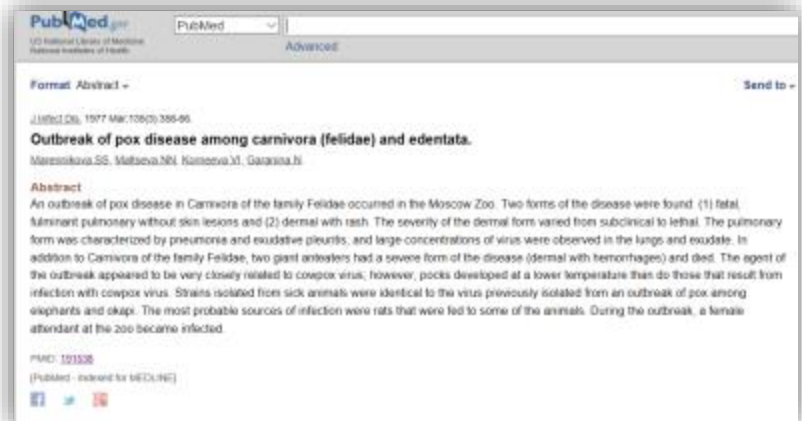 PubMed.gov
PubMed
US National Library of Medicine
National Institutes of Health
Advanced
Format: Abstract
Send to
J Infect Dis. 1977 Mar;135(3):
Outbreak of pox disease among carnivora (felidae) and edentata.
Marennikova SS, Maltseva NN, Korneeva VI, Garanina N.
Abstract
An outbreak of pox disease in Carnivora of the family Felidae occurred in the Moscow Zoo. Two forms of the disease were found: (1) fatal,
fulminant pulmonary without skin lesions and (2) dermal with rash. The severity of the dermal form varied from subclinical to lethal. The pulmonary
form was characterized by pneumonia and exudative pleuritis, and large concentrations of virus were observed in the lungs and exudate. In
addition to Carnivora of the family Felidae, two giant anteaters had a severe form of the disease (dermal with hemorrhages) and died. The agent of
the outbreak appeared to be very closely related to cowpox virus; however, pocks developed at a lower temperature than do those that result from
infection with cowpox virus. Strains isolated from sick animals were identical to the virus previously isolated from an outbreak of pox among
elephants and okapi. The most probable sources of infection were rats that were fed to some of the animals. During the outbreak, a female
attendant at the zoo became infected.
PMID: 191538
[PubMed - indexed for MEDLINE]